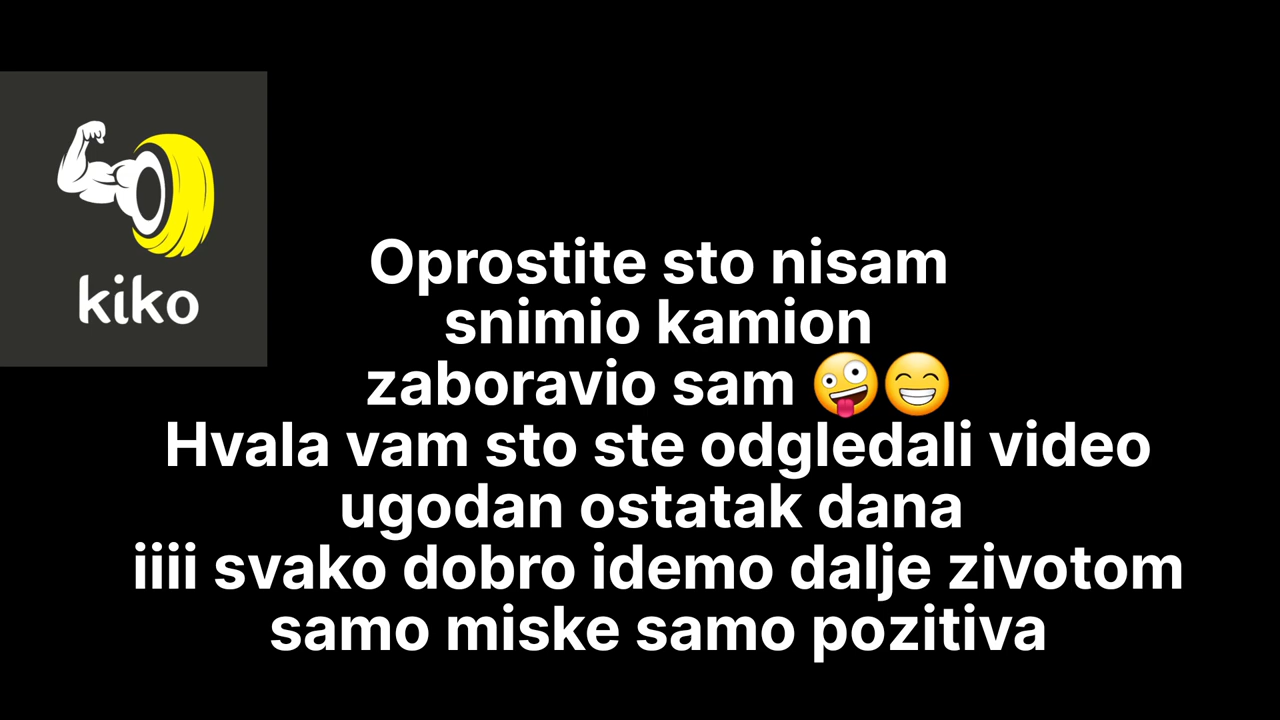 kiko
Oprostite sto nisam
snimio kamion
zaboravio sam 🤪😁
Hvala vam sto ste odgledali video
ugodan ostatak dana
iiii svako dobro idemo dalje zivotom
samo miske samo pozitiva